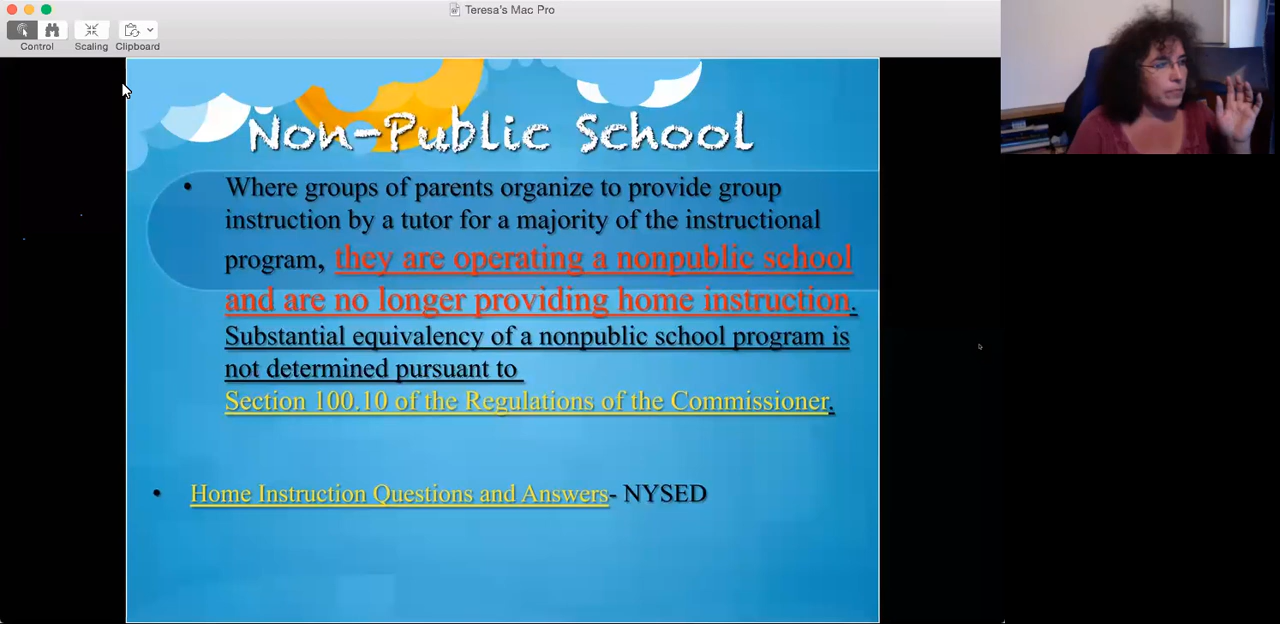 Teresa's Mac Pro
Control
Scaling
Clipboard
Non-Public School
• Where groups of parents organize to provide group
instruction by a tutor for a majority of the instructional
program, they are operating a nonpublic school
and are no longer providing home instruction.
Substantial equivalency of a nonpublic school program is
not determined pursuant to
Section 100.10 of the Regulations of the Commissioner.
• Home Instruction Questions and Answers- NYSED